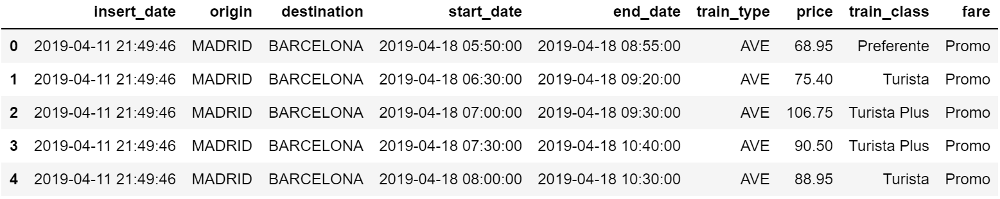 insert_date origin destination start_date end_date train_type price train_class fare
0 2019-04-11 21:49:46 MADRID BARCELONA 2019-04-18 05:50:00 2019-04-18 08:55:00 AVE 68.95 Preferente Promo
1 2019-04-11 21:49:46 MADRID BARCELONA 2019-04-18 06:30:00 2019-04-18 09:20:00 AVE 75.40 Turista Promo
2 2019-04-11 21:49:46 MADRID BARCELONA 2019-04-18 07:00:00 2019-04-18 09:30:00 AVE 106.75 Turista Plus Promo
3 2019-04-11 21:49:46 MADRID BARCELONA 2019-04-18 07:30:00 2019-04-18 10:40:00 AVE 90.50 Turista Plus Promo
4 2019-04-11 21:49:46 MADRID BARCELONA 2019-04-18 08:00:00 2019-04-18 10:30:00 AVE 88.95 Turista Promo